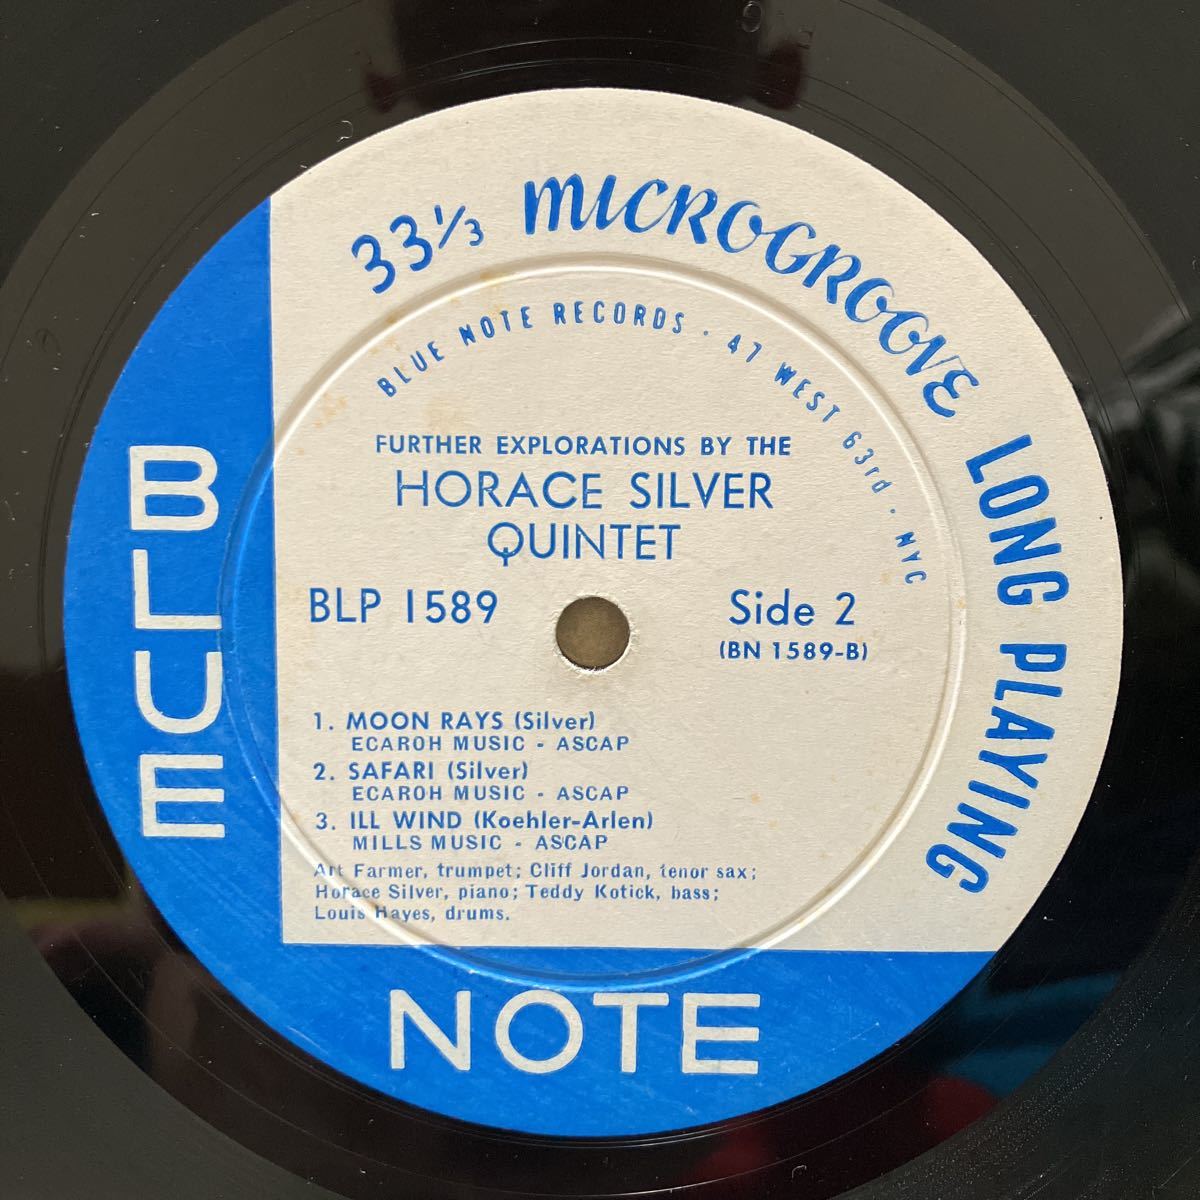 33⅓ MICROGROOVE LONG PLAYING
BLUE NOTE RECORDS · 47 WEST 63rd · NYC
FURTHER EXPLORATIONS BY THE
HORACE SILVER
QUINTET
BLP 1589
Side 2
(BN 1589-B)
1. MOON RAYS (Silver)
ECAROH MUSIC - ASCAP
2. SAFARI (Silver)
ECAROH MUSIC - ASCAP
3. ILL WIND (Koehler-Arlen)
MILLS MUSIC - ASCAP
Art Farmer, trumpet; Cliff Jordan, tenor sax;
Horace Silver, piano; Teddy Kotick, bass;
Louis Hayes, drums.
BLUE
NOTE